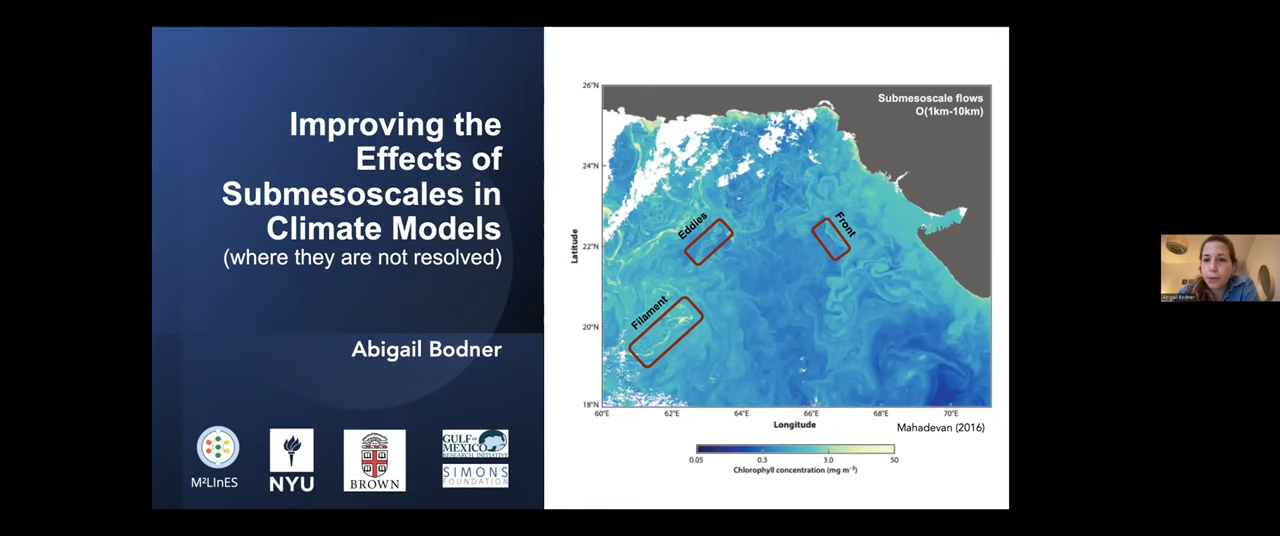 Improving the
Effects of
Submesoscales in
Climate Models
(where they are not resolved)
Abigail Bodner
M²LInES
NYU
BROWN
GULF OF
MEXICO
RESEARCH INITIATIVE
SIMONS
FOUNDATION
Submesoscale flows
O(1km-10km)
26°N
24°N
22°N
20°N
18°N
Latitude
Eddies
Front
Filament
60°E
62°E
64°E
66°E
68°E
70°E
Longitude
Mahadevan (2016)
0.05
0.3
3.0
50
Chlorophyll concentration (mg m⁻³)
Abigail Bodner